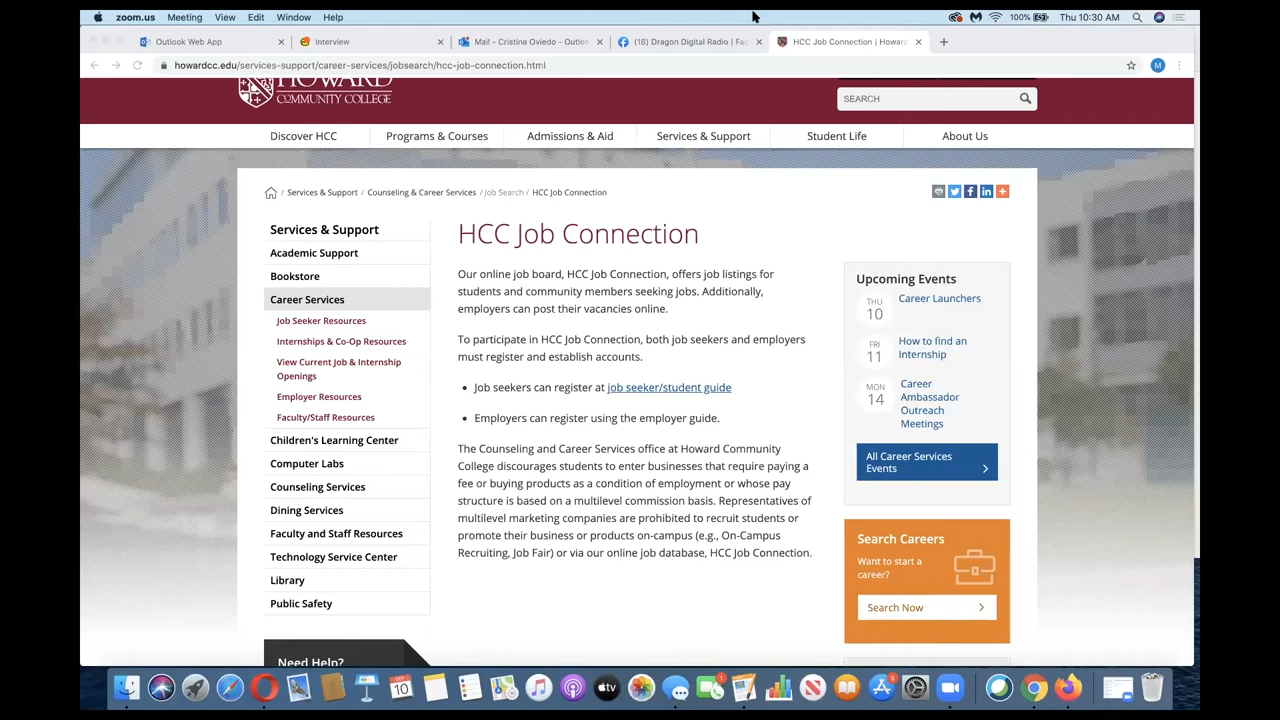 zoom.us Meeting View Edit Window Help
100% Thu 10:30 AM
Outlook Web App
Interview
Mail - Cristina Oviedo - Outlo
(18) Dragon Digital Radio | Fac
HCC Job Connection | Howard
howardcc.edu/services-support/career-services/jobsearch/hcc-job-connection.html
M
HOWARD
COMMUNITY COLLEGE
SEARCH
Discover HCC Programs & Courses Admissions & Aid Services & Support Student Life About Us
/ Services & Support / Counseling & Career Services / Job Search / HCC Job Connection
Services & Support
Academic Support
Bookstore
Career Services
Job Seeker Resources
Internships & Co-Op Resources
View Current Job & Internship
Openings
Employer Resources
Faculty/Staff Resources
Children's Learning Center
Computer Labs
Counseling Services
Dining Services
Faculty and Staff Resources
Technology Service Center
Library
Public Safety
Need Help?
HCC Job Connection
Our online job board, HCC Job Connection, offers job listings for
students and community members seeking jobs. Additionally,
employers can post their vacancies online.
To participate in HCC Job Connection, both job seekers and employers
must register and establish accounts.
• Job seekers can register at job seeker/student guide
• Employers can register using the employer guide.
The Counseling and Career Services office at Howard Community
College discourages students to enter businesses that require paying a
fee or buying products as a condition of employment or whose pay
structure is based on a multilevel commission basis. Representatives of
multilevel marketing companies are prohibited to recruit students or
promote their business or products on-campus (e.g., On-Campus
Recruiting, Job Fair) or via our online job database, HCC Job Connection.
Upcoming Events
THU
10
Career Launchers
FRI
11
How to find an
Internship
MON
14
Career
Ambassador
Outreach
Meetings
All Career Services
Events
Search Careers
Want to start a
career?
Search Now
SEP
10
1
tv
5